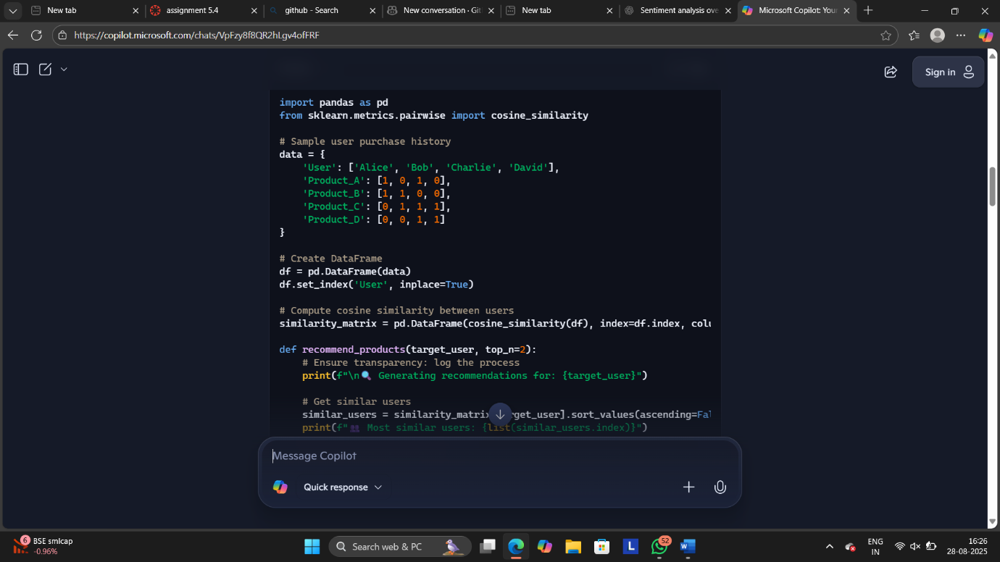 New tab
assignment 5.4
github - Search
New conversation · Git
New tab
Sentiment analysis ove
Microsoft Copilot: Your
https://copilot.microsoft.com/chats/VpFzy8f8QR2hLgv4ofFRF
Sign in
import pandas as pd
from sklearn.metrics.pairwise import cosine_similarity
# Sample user purchase history
data = {
'User': ['Alice', 'Bob', 'Charlie', 'David'],
'Product_A': [1, 0, 1, 0],
'Product_B': [1, 1, 0, 0],
'Product_C': [0, 1, 1, 1],
'Product_D': [0, 0, 1, 1]
}
# Create DataFrame
df = pd.DataFrame(data)
df.set_index('User', inplace=True)
# Compute cosine similarity between users
similarity_matrix = pd.DataFrame(cosine_similarity(df), index=df.index, colu
def recommend_products(target_user, top_n=2):
# Ensure transparency: log the process
print(f"\n🔍 Generating recommendations for: {target_user}")
# Get similar users
similar_users = similarity_matrix rget_user].sort_values(ascending=Fal
print(f"👥 Most similar users: {list(similar_users.index)}")
Message Copilot
Quick response
6
BSE smlcap
-0.96%
Search web & PC
L
52
W
ENG
IN
16:26
28-08-2025